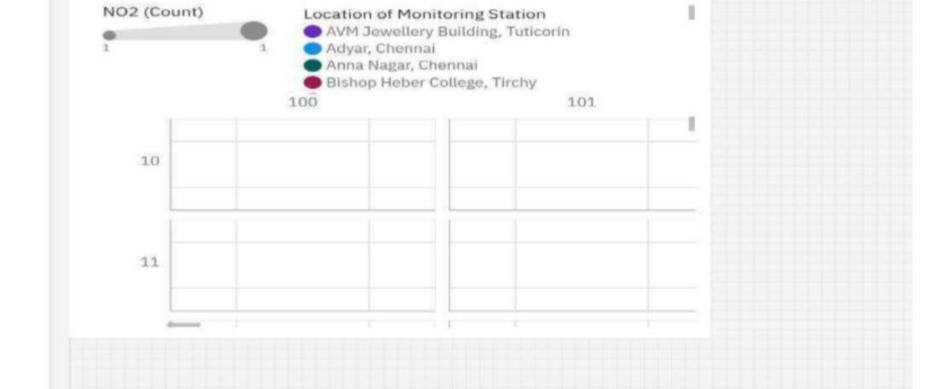 NO2 (Count)
1 1
Location of Monitoring Station
AVM Jewellery Building, Tuticorin
Adyar, Chennai
Anna Nagar, Chennai
Bishop Heber College, Tirchy
100 101
10
11